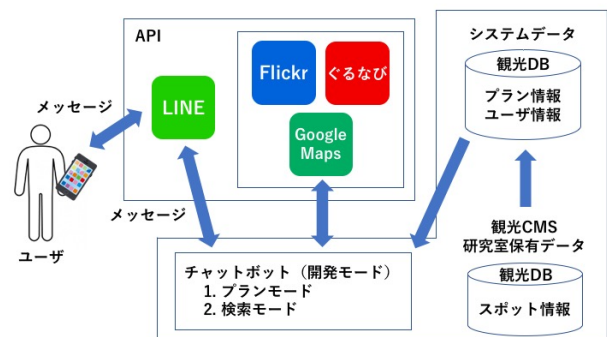 API
システムデータ
Flickr
ぐるなび
LINE
Google
Maps
観光DB
プラン情報
ユーザ情報
メッセージ
ユーザ
メッセージ
観光CMS
研究室保有データ
観光DB
スポット情報
チャットボット（開発モード）
1. プランモード
2. 検索モード